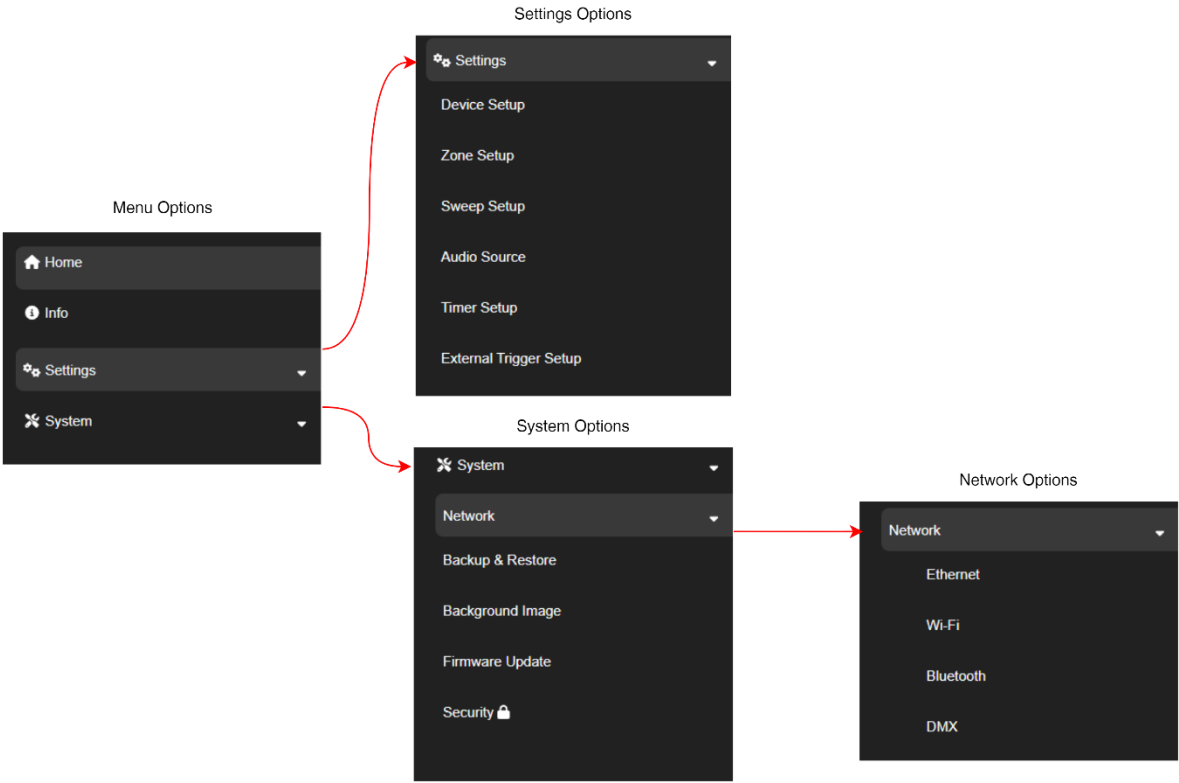 Settings Options
Settings
Device Setup
Zone Setup
Sweep Setup
Audio Source
Timer Setup
External Trigger Setup
Menu Options
Home
Info
Settings
System
System Options
System
Network
Backup & Restore
Background Image
Firmware Update
Security
Network Options
Network
Ethernet
Wi-Fi
Bluetooth
DMX